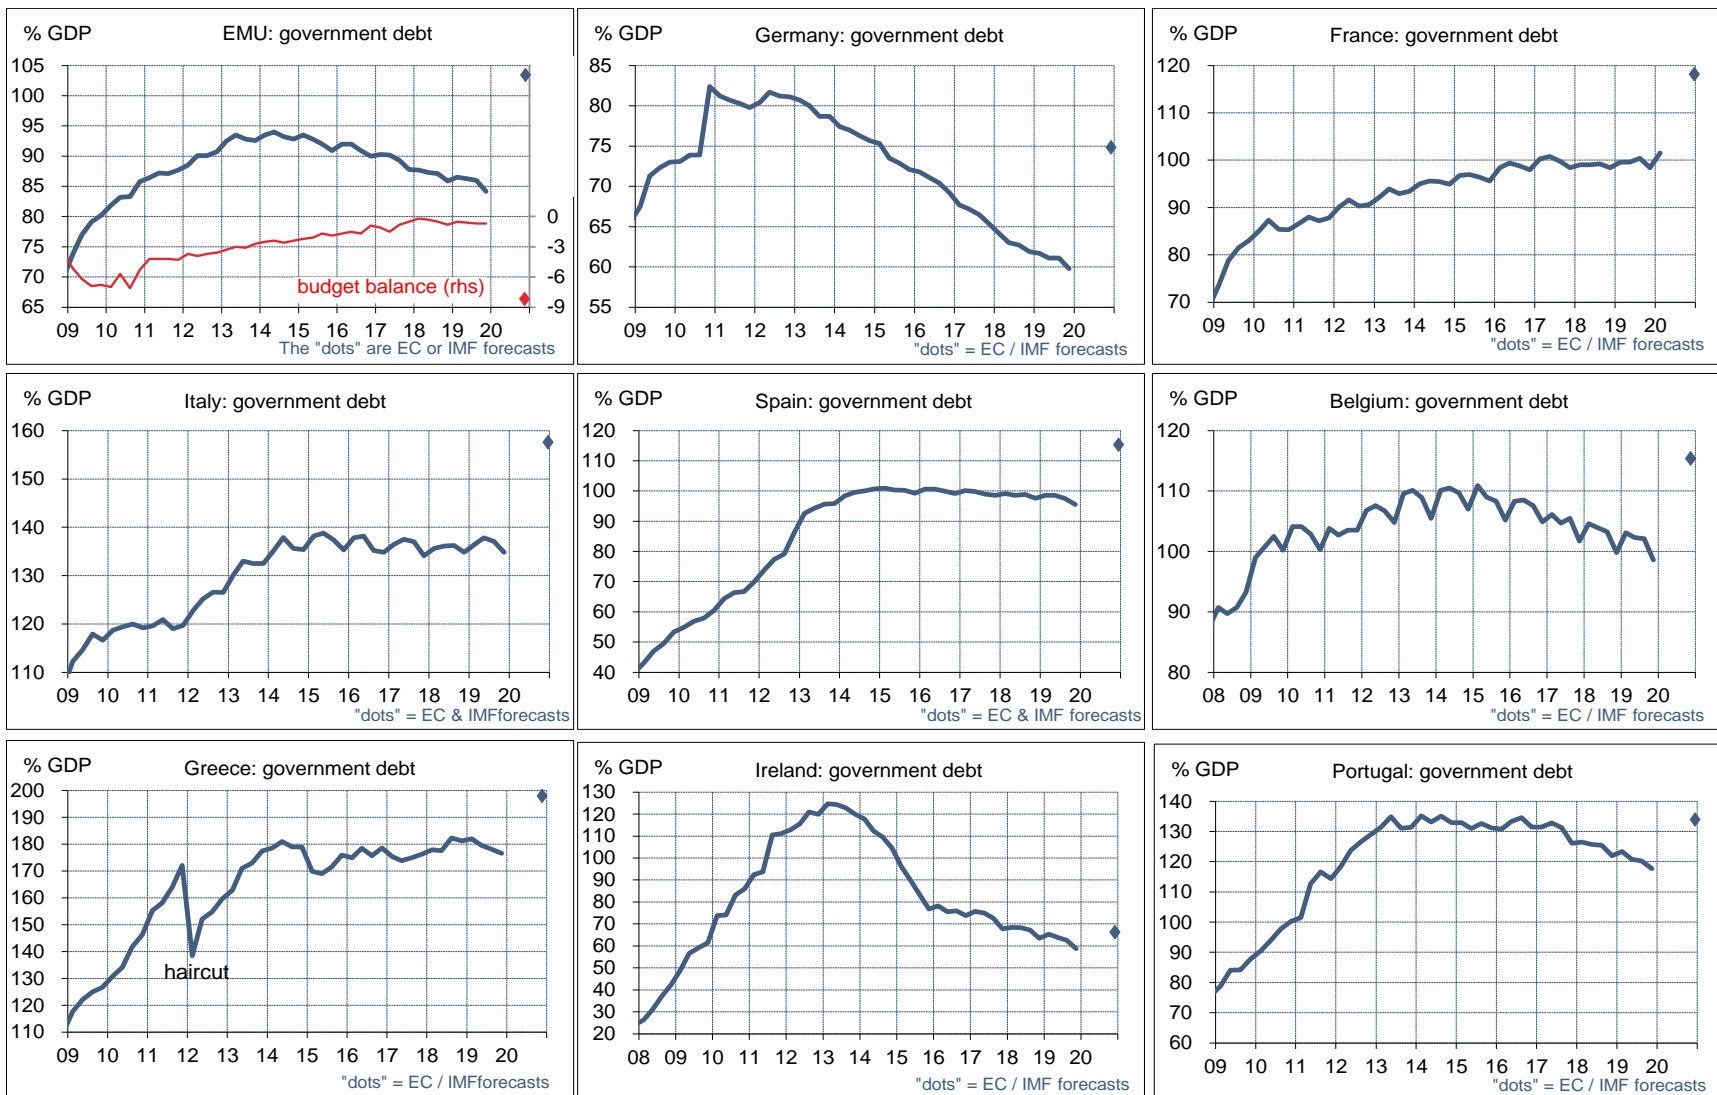 % GDP
EMU: government debt
105
100
95
90
85
80
75
70
65
0
-3
-6
-9
budget balance (rhs)
09 10 11 12 13 14 15 16 17 18 19 20
The "dots" are EC or IMF forecasts
% GDP
Germany: government debt
85
80
75
70
65
60
55
09 10 11 12 13 14 15 16 17 18 19 20
"dots" = EC / IMF forecasts
% GDP
France: government debt
120
110
100
90
80
70
09 10 11 12 13 14 15 16 17 18 19 20
"dots" = EC / IMF forecasts
% GDP
Italy: government debt
160
150
140
130
120
110
09 10 11 12 13 14 15 16 17 18 19 20
"dots" = EC & IMFforecasts
% GDP
Spain: government debt
120
110
100
90
80
70
60
50
40
09 10 11 12 13 14 15 16 17 18 19 20
"dots" = EC & IMF forecasts
% GDP
Belgium: government debt
120
110
100
90
80
08 09 10 11 12 13 14 15 16 17 18 19 20
"dots" = EC / IMF forecasts
% GDP
Greece: government debt
200
190
180
170
160
150
140
130
120
110
haircut
09 10 11 12 13 14 15 16 17 18 19 20
"dots" = EC / IMFforecasts
% GDP
Ireland: government debt
130
120
110
100
90
80
70
60
50
40
30
20
08 09 10 11 12 13 14 15 16 17 18 19 20
"dots" = EC / IMF forecasts
% GDP
Portugal: government debt
140
130
120
110
100
90
80
70
60
09 10 11 12 13 14 15 16 17 18 19 20
"dots" = EC / IMF forecasts